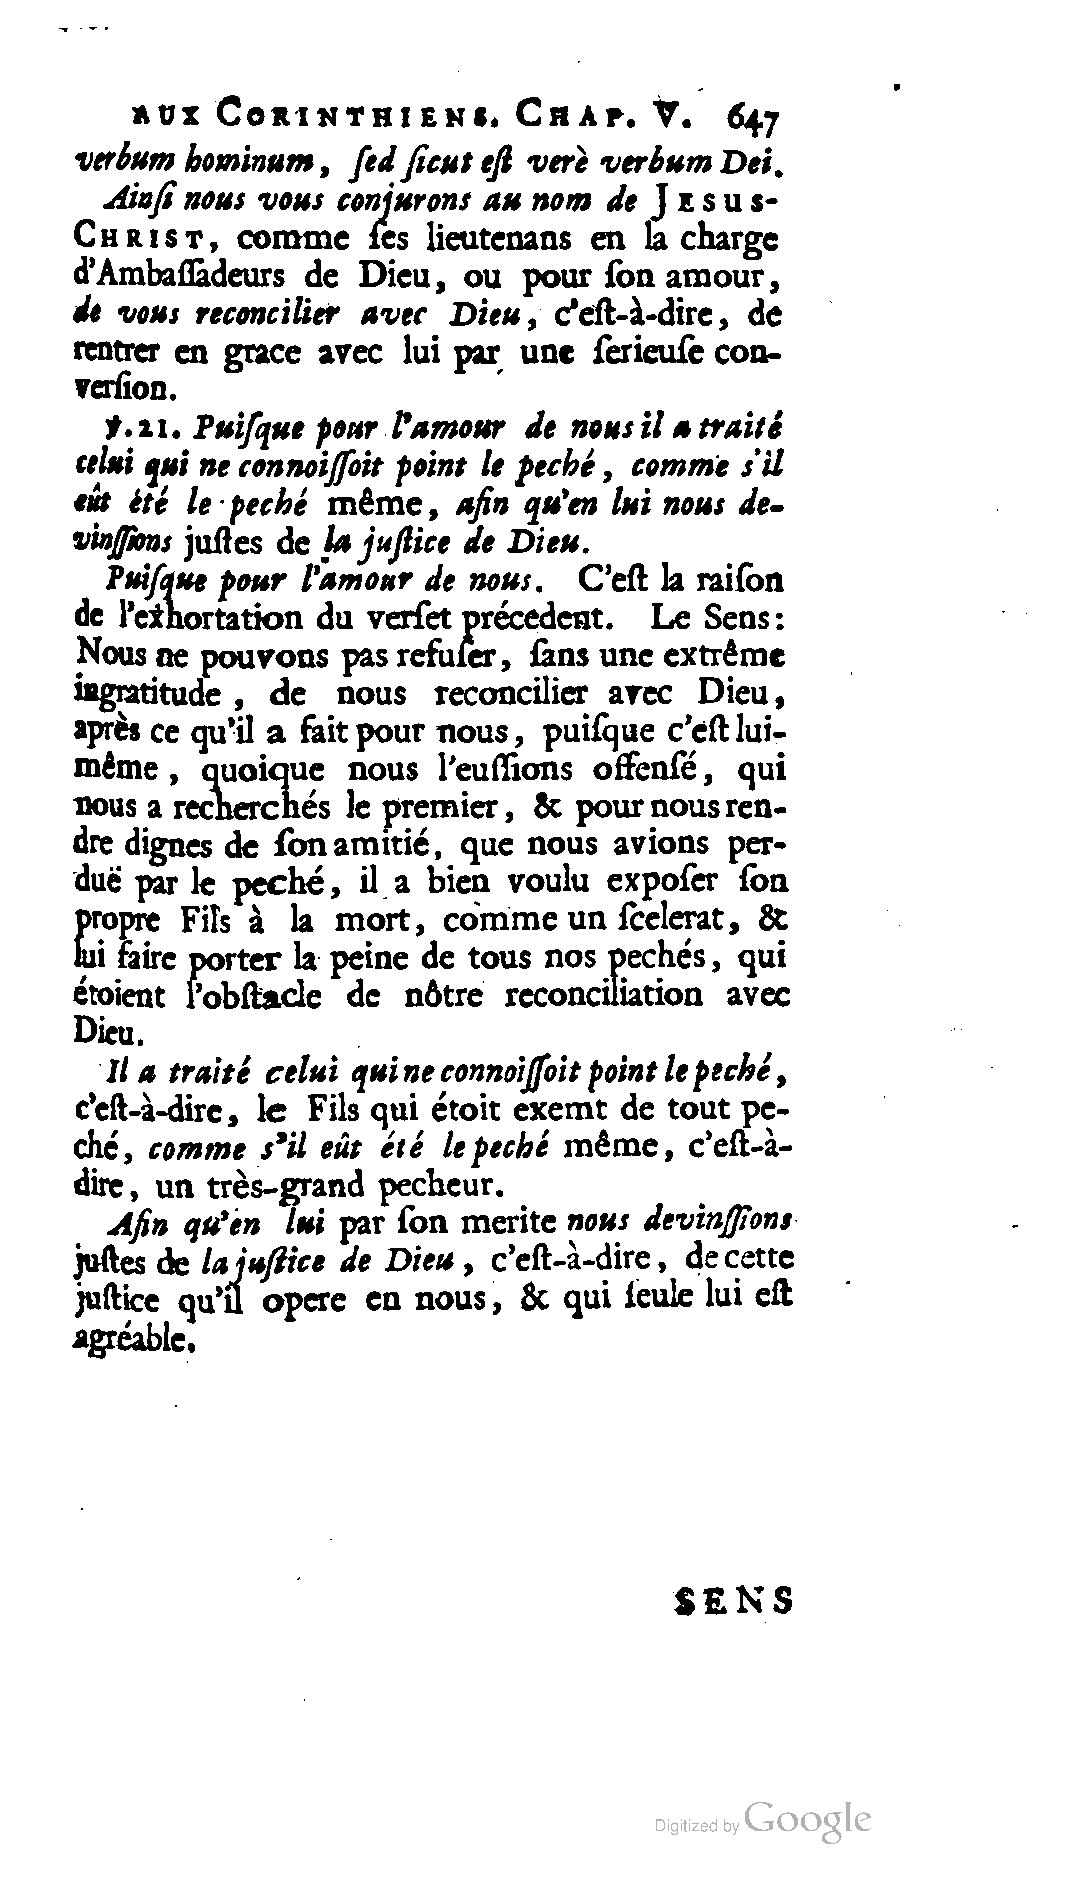 AUX CORINTHIENS. CHAP. V. 647
verbum hominum, ſed ſicut eſt verè verbum Dei.
Ainſi nous vous conjurons au nom de JESUS-
CHRIST, comme ſes lieutenans en la charge
d'Ambaſſadeurs de Dieu, ou pour ſon amour,
de vous reconcilier avec Dieu, c'eſt-à-dire, de
rentrer en grace avec lui par une ſerieuſe con-
verſion.
℣.21. Puiſque pour l'amour de nous il a traité
celui qui ne connoiſſoit point le peché, comme s'il
eût été le peché même, afin qu'en lui nous de-
vinſſions juſtes de la juſtice de Dieu.
Puiſque pour l'amour de nous. C'eſt la raiſon
de l'exhortation du verſet précedent. Le Sens:
Nous ne pouvons pas refuſer, ſans une extrême
ingratitude, de nous reconcilier avec Dieu,
après ce qu'il a fait pour nous, puiſque c'eſt lui-
même, quoique nous l'euſſions offenſé, qui
nous a recherchés le premier, & pour nous ren-
dre dignes de ſon amitié, que nous avions per-
duë par le peché, il a bien voulu expoſer ſon
propre Fils à la mort, comme un ſcelerat, &
lui faire porter la peine de tous nos pechés, qui
étoient l'obſtacle de nôtre reconciliation avec
Dieu.
Il a traité celui qui ne connoiſſoit point le peché,
c'eſt-à-dire, le Fils qui étoit exemt de tout pe-
ché, comme s'il eût été le peché même, c'eſt-à-
dire, un très-grand pecheur.
Afin qu'en lui par ſon merite nous devinſſions
juſtes de la juſtice de Dieu, c'eſt-à-dire, de cette
juſtice qu'il opere en nous, & qui ſeule lui eſt
agréable.
SENS
Digitized by Google